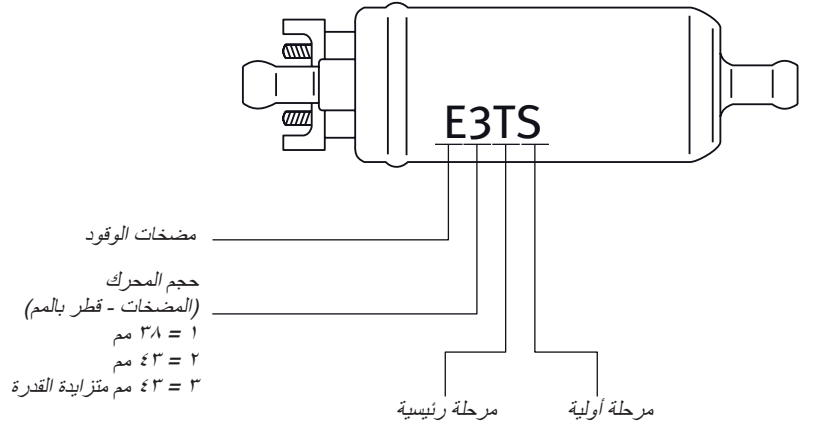 E3TS
مضخات الوقود
حجم المحرك
(المضخات - قطر بالمم)
١ = ٣٨ مم
٢ = ٤٣ مم
٣ = ٤٣ مم متزايدة القدرة
مرحلة رئيسية
مرحلة أولية